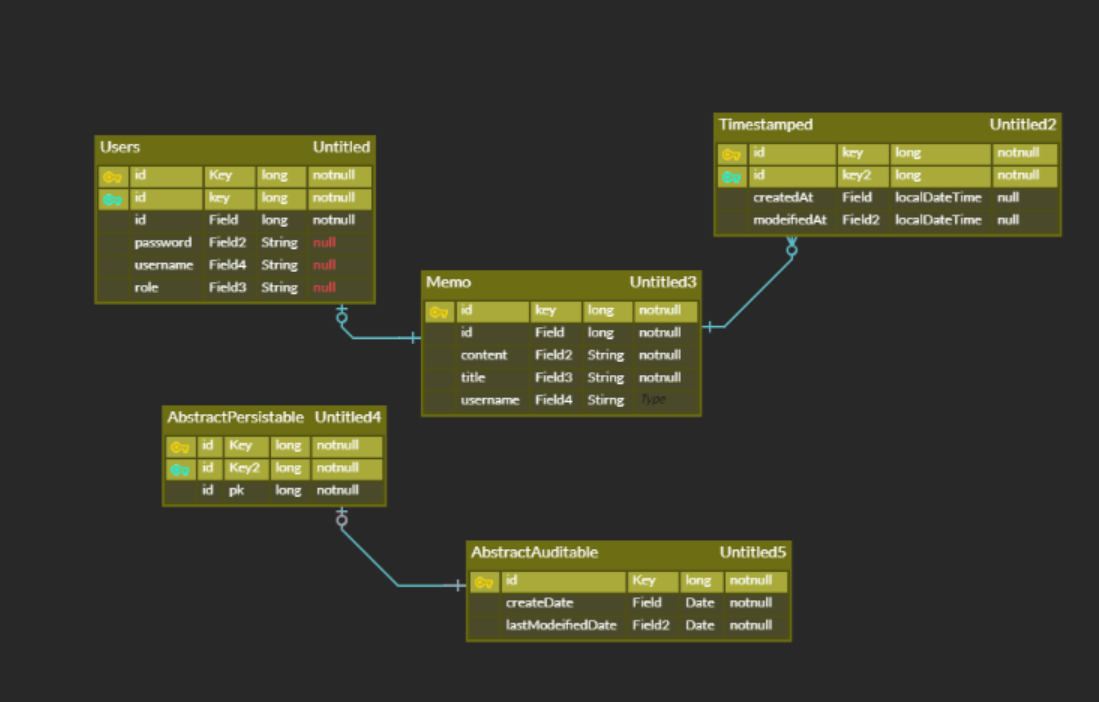 Users Untitled
id Key long notnull
id key long notnull
id Field long notnull
password Field2 String null
username Field4 String null
role Field3 String null
Timestamped Untitled2
id key long notnull
id key2 long notnull
createdAt Field localDateTime null
modeifiedAt Field2 localDateTime null
Memo Untitled3
id key long notnull
id Field long notnull
content Field2 String notnull
title Field3 String notnull
username Field4 Stirng Type
AbstractPersistable Untitled4
id Key long notnull
id Key2 long notnull
id pk long notnull
AbstractAuditable Untitled5
id Key long notnull
createDate Field Date notnull
lastModeifiedDate Field2 Date notnull